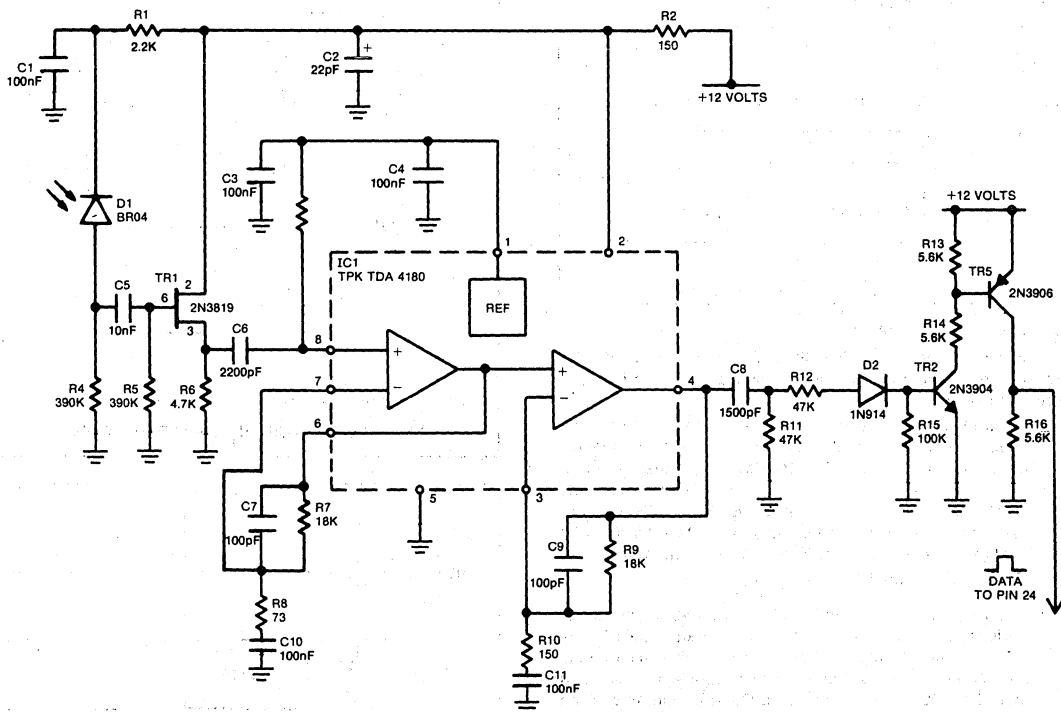 R1
2.2K
C1
100nF
C2
+
22pF
R2
150
+12 VOLTS
C3
100nF
C4
100nF
D1
BR04
TR1
2
6
2N3819
3
C5
10nF
C6
2200pF
R4
390K
R5
390K
R6
4.7K
1
2
IC1
TPK TDA 4180
REF
8
+
7
−
6
+
−
4
5
3
C7
100pF
R7
18K
R8
73
C10
100nF
C9
100pF
R9
18K
R10
150
C11
100nF
C8
1500pF
R12
47K
R11
47K
D2
1N914
TR2
2N3904
R15
100K
+12 VOLTS
R13
5.6K
TR5
2N3906
R14
5.6K
R16
5.6K
DATA
TO PIN 24